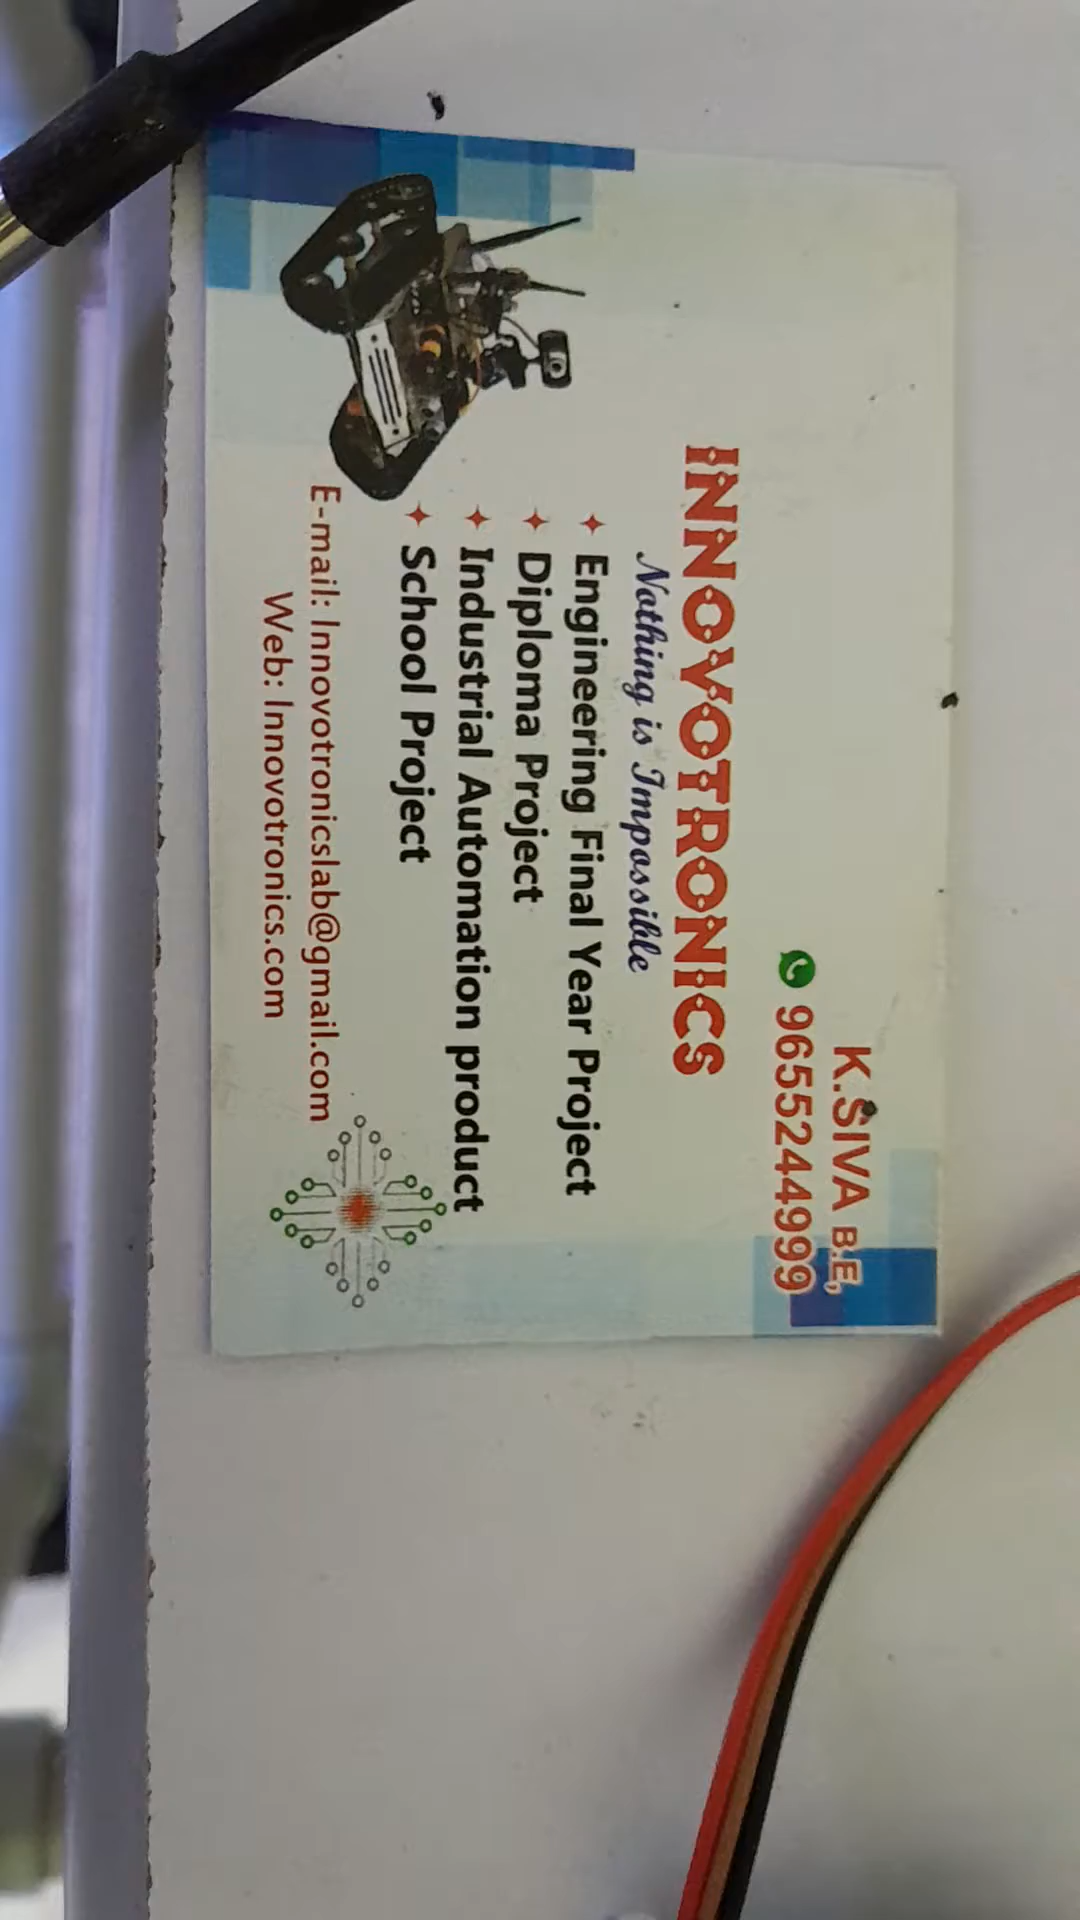 K.SIVA B.E,
9655244999
INNOVOTRONICS
Nothing is Impossible
Engineering Final Year Project
Diploma Project
Industrial Automation product
School Project
E-mail: Innovotronicslab@gmail.com
Web: Innovotronics.com